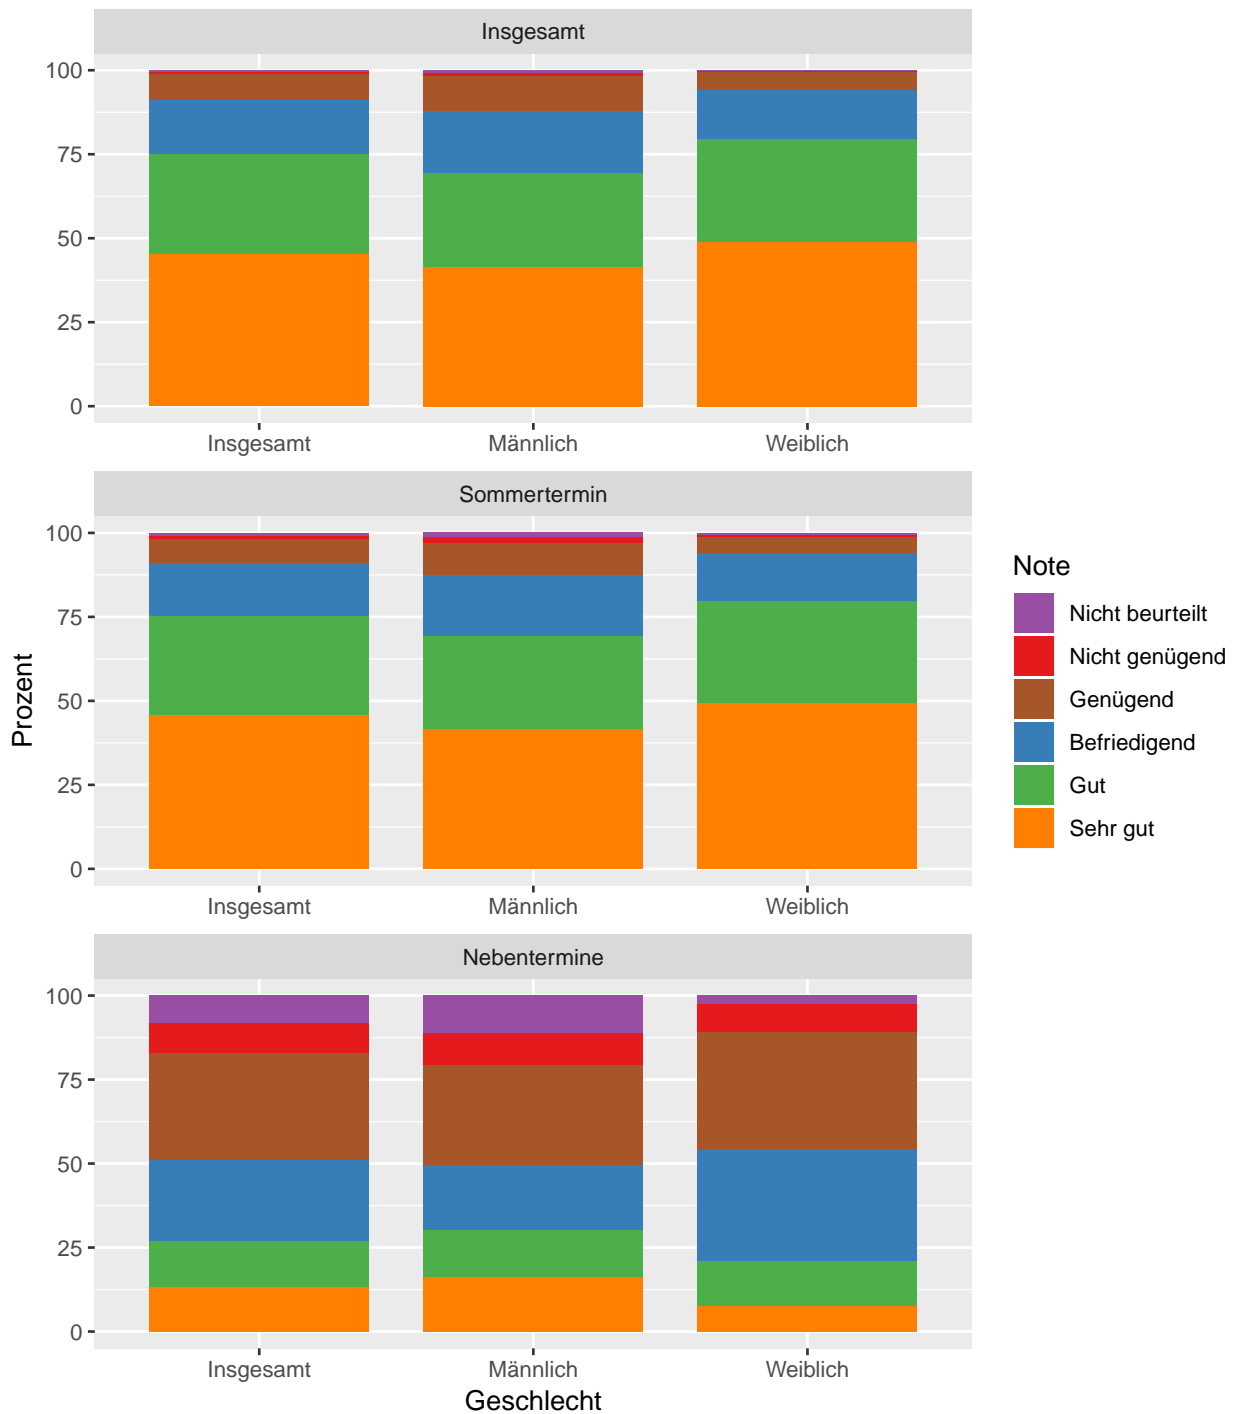 Insgesamt
100
75
50
25
0
Insgesamt Männlich Weiblich
Sommertermin
100
75
50
25
0
Insgesamt Männlich Weiblich
Nebentermine
100
75
50
25
0
Insgesamt Männlich Weiblich
Geschlecht
Prozent
Note
Nicht beurteilt
Nicht genügend
Genügend
Befriedigend
Gut
Sehr gut